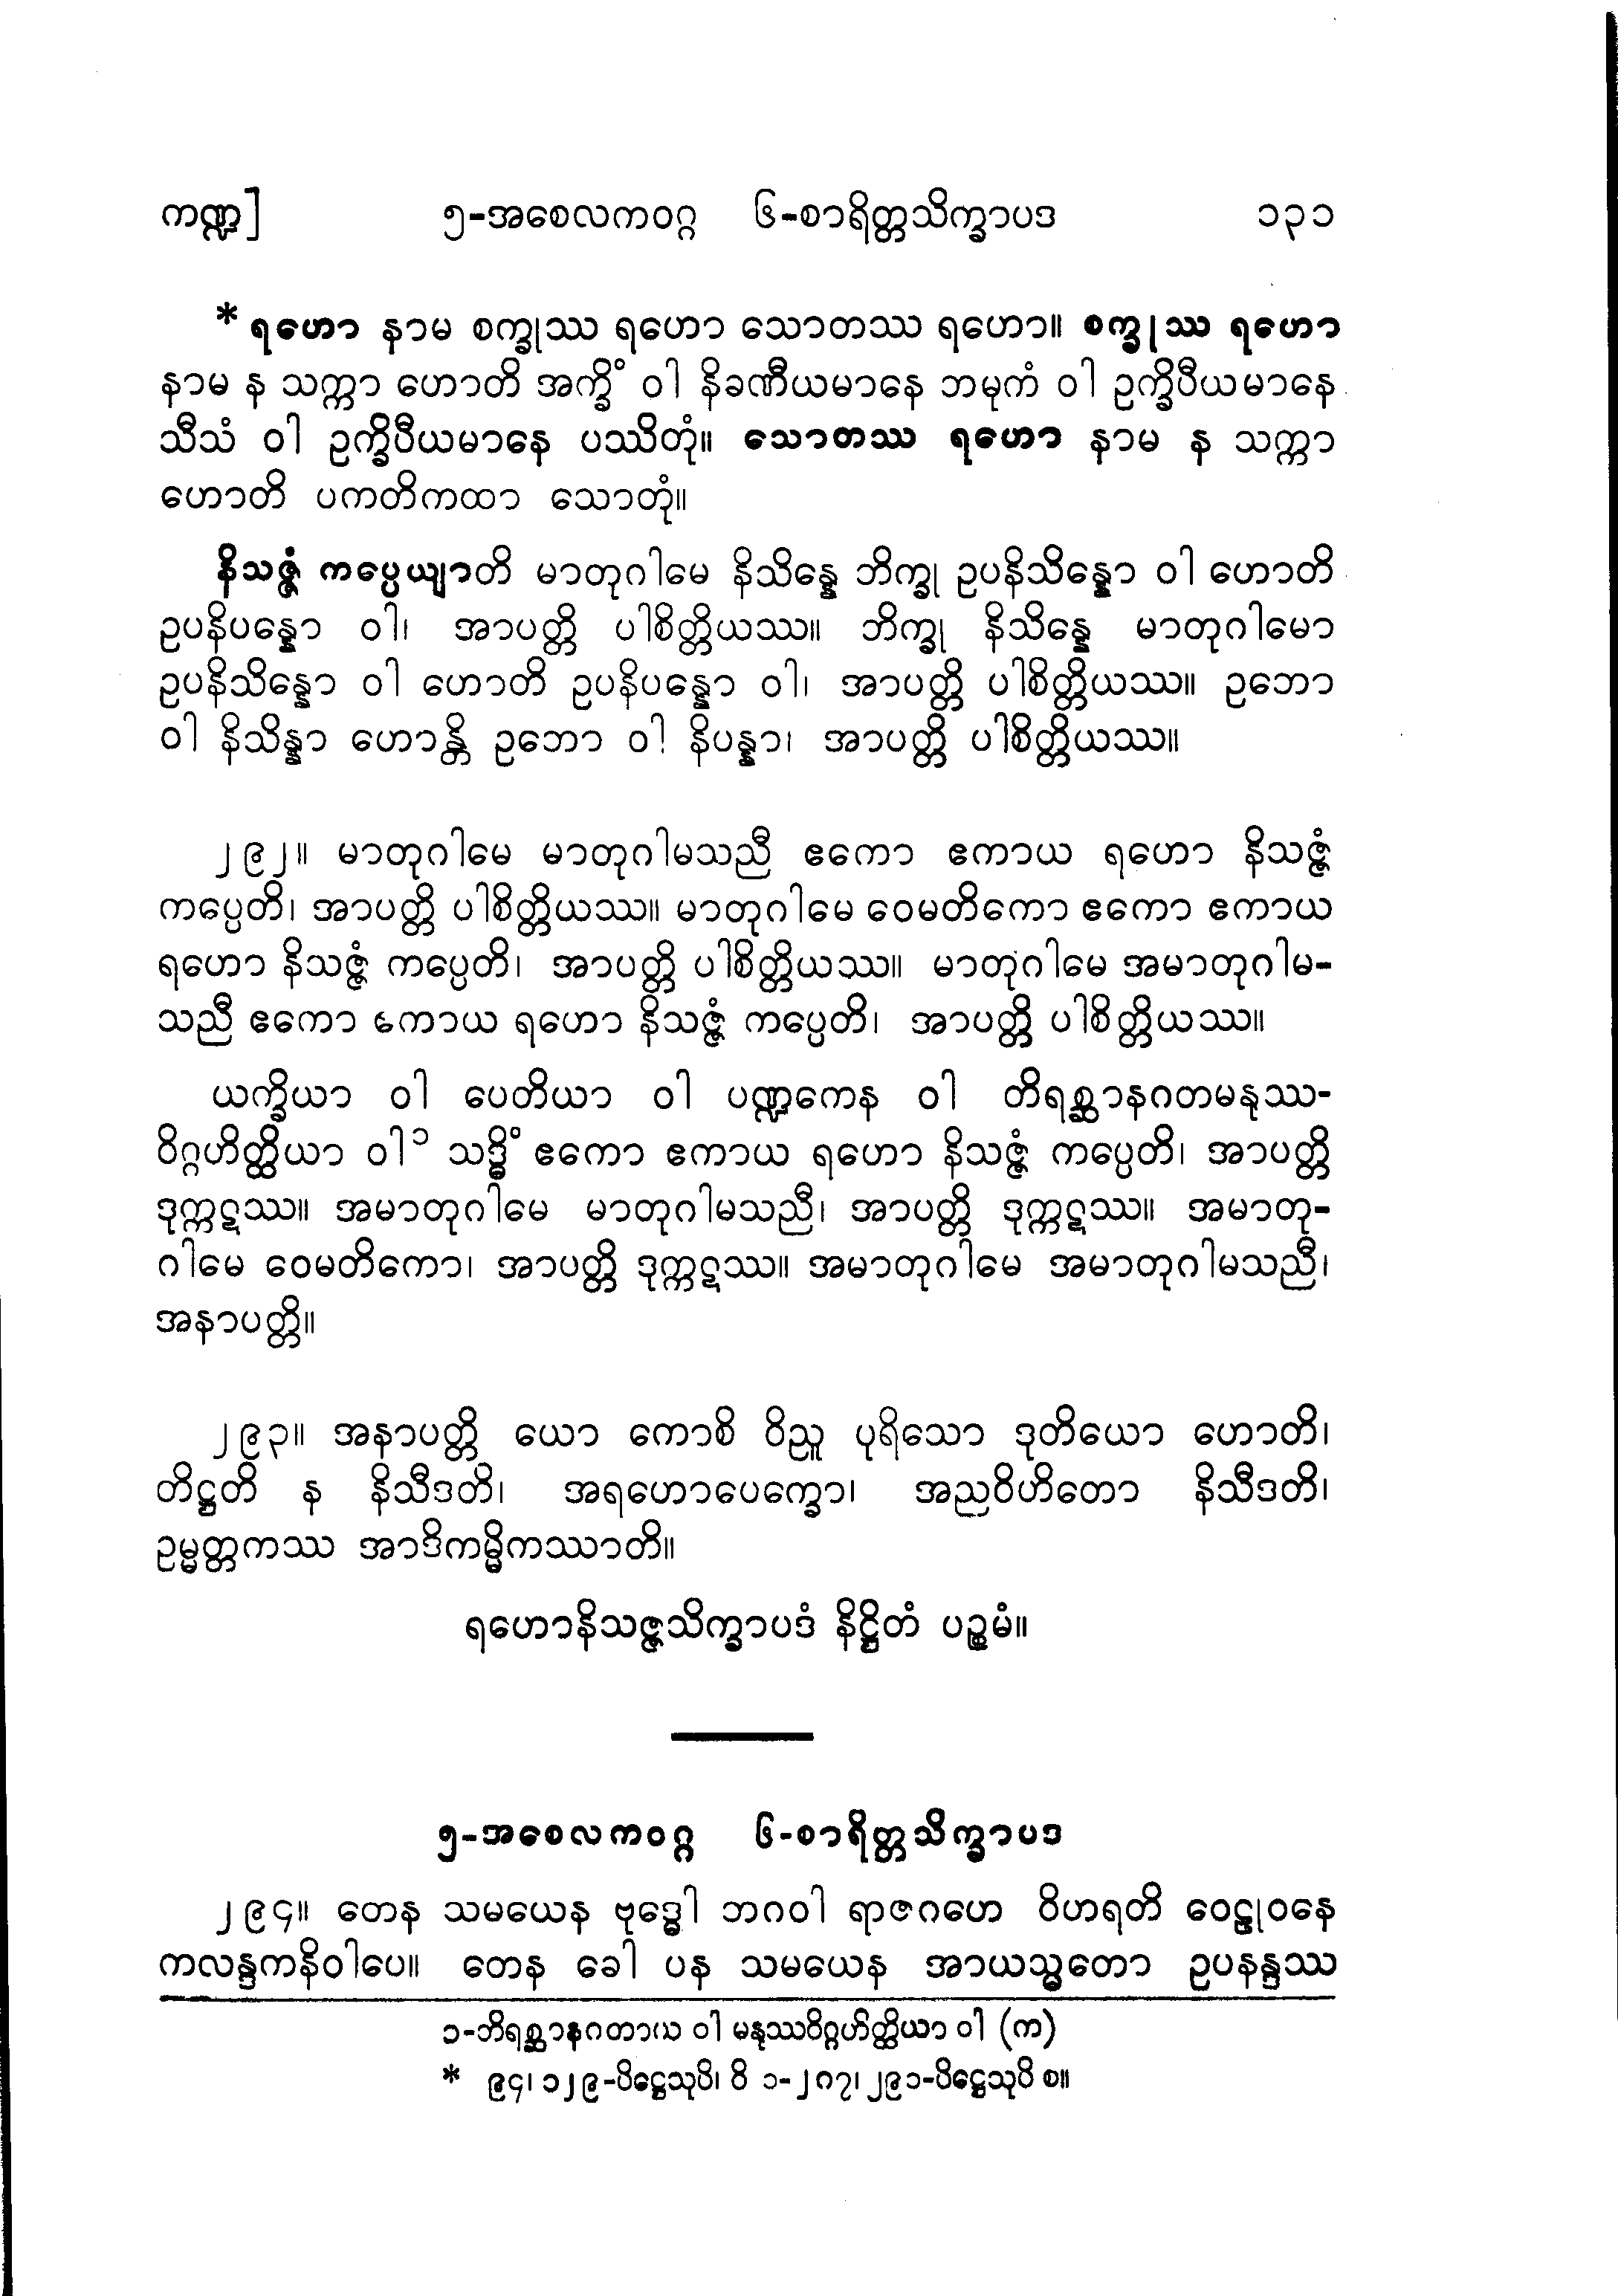 ကဏ္ဍ] ၅-အစေလကဝဂ္ဂ ၆-စာရိတ္တသိက္ခာပဒ ၁၃၁
* ရဟော နာမ စက္ခုဿ ရဟော သောတဿ ရဟော။ စက္ခုဿ ရဟော
နာမ န သက္ကာ ဟောတိ အက္ခိံ ဝါ နိခဏီယမာနေ ဘမုကံ ဝါ ဥက္ခိပီယမာနေ
သီသံ ဝါ ဥက္ခိပီယမာနေ ပဿိတုံ။ သောတဿ ရဟော နာမ န သက္ကာ
ဟောတိ ပကတိကထာ သောတုံ။
နိသဇ္ဇံ ကပ္ပေယျာတိ မာတုဂါမေ နိသိန္နေ ဘိက္ခု ဥပနိသိန္နော ဝါ ဟောတိ
ဥပနိပန္နော ဝါ၊ အာပတ္တိ ပါစိတ္တိယဿ။ ဘိက္ခု နိသိန္နေ မာတုဂါမော
ဥပနိသိန္နော ဝါ ဟောတိ ဥပနိပန္နော ဝါ၊ အာပတ္တိ ပါစိတ္တိယဿ။ ဥဘော
ဝါ နိသိန္နာ ဟောန္တိ ဥဘော ဝါ နိပန္နာ၊ အာပတ္တိ ပါစိတ္တိယဿ။
၂၉၂။ မာတုဂါမေ မာတုဂါမသညီ ဧကော ဧကာယ ရဟော နိသဇ္ဇံ
ကပ္ပေတိ၊ အာပတ္တိ ပါစိတ္တိယဿ။ မာတုဂါမေ ဝေမတိကော ဧကော ဧကာယ
ရဟော နိသဇ္ဇံ ကပ္ပေတိ၊ အာပတ္တိ ပါစိတ္တိယဿ။ မာတုဂါမေ အမာတုဂါမ-
သညီ ဧကော ဧကာယ ရဟော နိသဇ္ဇံ ကပ္ပေတိ၊ အာပတ္တိ ပါစိတ္တိယဿ။
ယက္ခိယာ ဝါ ပေတိယာ ဝါ ပဏ္ဍကေန ဝါ တိရစ္ဆာနဂတမနုဿ-
ဝိဂ္ဂဟိတ္ထိယာ ဝါ၁ သဒ္ဓိံ ဧကော ဧကာယ ရဟော နိသဇ္ဇံ ကပ္ပေတိ၊ အာပတ္တိ
ဒုက္ကဋဿ။ အမာတုဂါမေ မာတုဂါမသညီ၊ အာပတ္တိ ဒုက္ကဋဿ။ အမာတု-
ဂါမေ ဝေမတိကော၊ အာပတ္တိ ဒုက္ကဋဿ။ အမာတုဂါမေ အမာတုဂါမသညီ၊
အနာပတ္တိ။
၂၉၃။ အနာပတ္တိ ယော ကောစိ ဝိညူ ပုရိသော ဒုတိယော ဟောတိ၊
တိဋ္ဌတိ န နိသီဒတိ၊ အရဟောပေက္ခော၊ အညဝိဟိတော နိသီဒတိ၊
ဥမ္မတ္တကဿ အာဒိကမ္မိကဿာတိ။
ရဟောနိသဇ္ဇသိက္ခာပဒံ နိဋ္ဌိတံ ပဉ္စမံ။
၅-အစေလကဝဂ္ဂ ၆-စာရိတ္တသိက္ခာပဒ
၂၉၄။ တေန သမယေန ဗုဒ္ဓေါ ဘဂဝါ ရာဇဂဟေ ဝိဟရတိ ဝေဠုဝနေ
ကလန္ဒကနိဝါပေ။ တေန ခေါ ပန သမယေန အာယသ္မတော ဥပနန္ဒဿ
၁-တိရစ္ဆာနဂတာယ ဝါ မနုဿဝိဂ္ဂဟိတ္ထိယာ ဝါ (က)
* ၉၄၊ ၁၂၉-ပိဋ္ဌေသုပိ၊ ဝိ ၁-၂၈၇၊ ၂၉၁-ပိဋ္ဌေသုပိ စ။